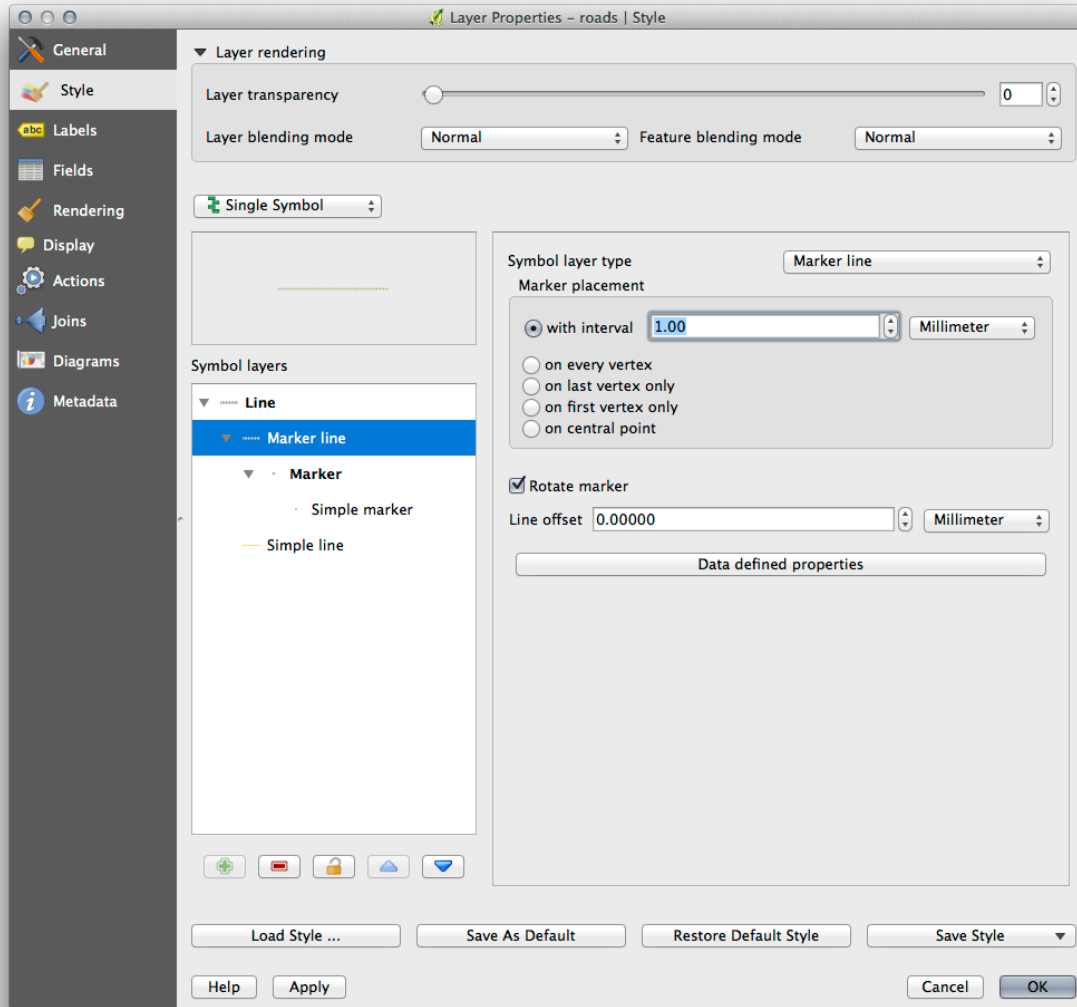 Layer Properties – roads | Style
General
Style
abc Labels
Fields
Rendering
Display
Actions
Joins
Diagrams
i Metadata
Layer rendering
Layer transparency 0
Layer blending mode Normal Feature blending mode Normal
Single Symbol
Symbol layers
Line
Marker line
Marker
Simple marker
Simple line
Symbol layer type Marker line
Marker placement
with interval 1.00 Millimeter
on every vertex
on last vertex only
on first vertex only
on central point
Rotate marker
Line offset 0.00000 Millimeter
Data defined properties
Load Style ... Save As Default Restore Default Style Save Style
Help Apply Cancel OK